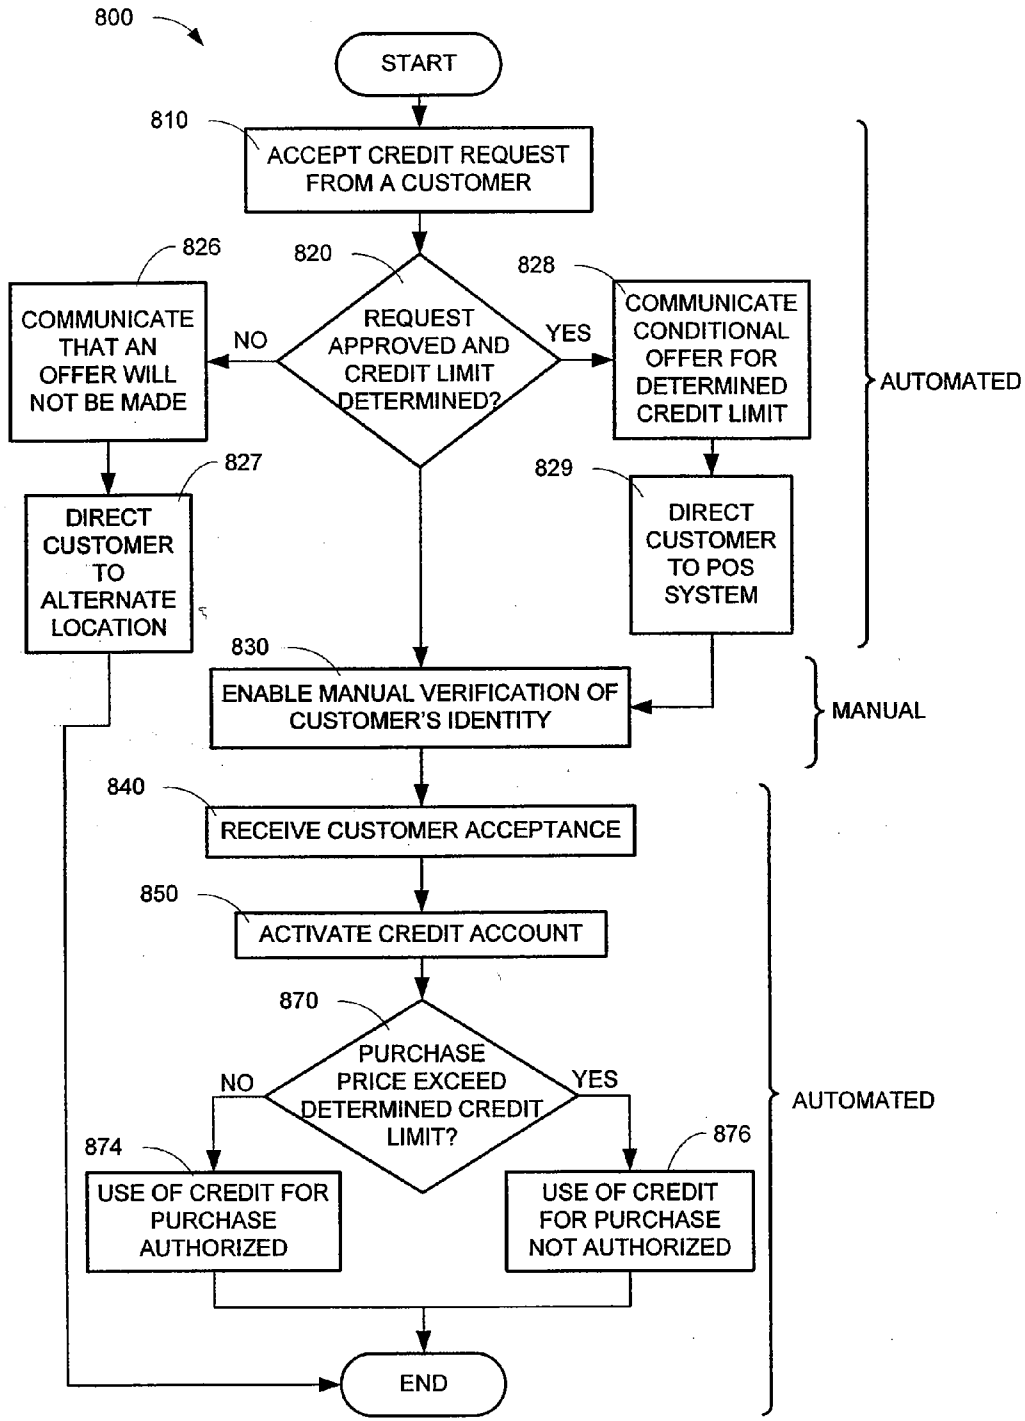 800
START
810
ACCEPT CREDIT REQUEST
FROM A CUSTOMER
826
820
828
COMMUNICATE
THAT AN
OFFER WILL
NOT BE MADE
NO
REQUEST
APPROVED AND
CREDIT LIMIT
DETERMINED?
YES
COMMUNICATE
CONDITIONAL
OFFER FOR
DETERMINED
CREDIT LIMIT
AUTOMATED
827
829
DIRECT
CUSTOMER
TO
ALTERNATE
LOCATION
DIRECT
CUSTOMER
TO POS
SYSTEM
830
ENABLE MANUAL VERIFICATION OF
CUSTOMER'S IDENTITY
MANUAL
840
RECEIVE CUSTOMER ACCEPTANCE
850
ACTIVATE CREDIT ACCOUNT
870
PURCHASE
PRICE EXCEED
DETERMINED CREDIT
LIMIT?
NO
YES
AUTOMATED
874
876
USE OF CREDIT FOR
PURCHASE
AUTHORIZED
USE OF CREDIT
FOR PURCHASE
NOT AUTHORIZED
END